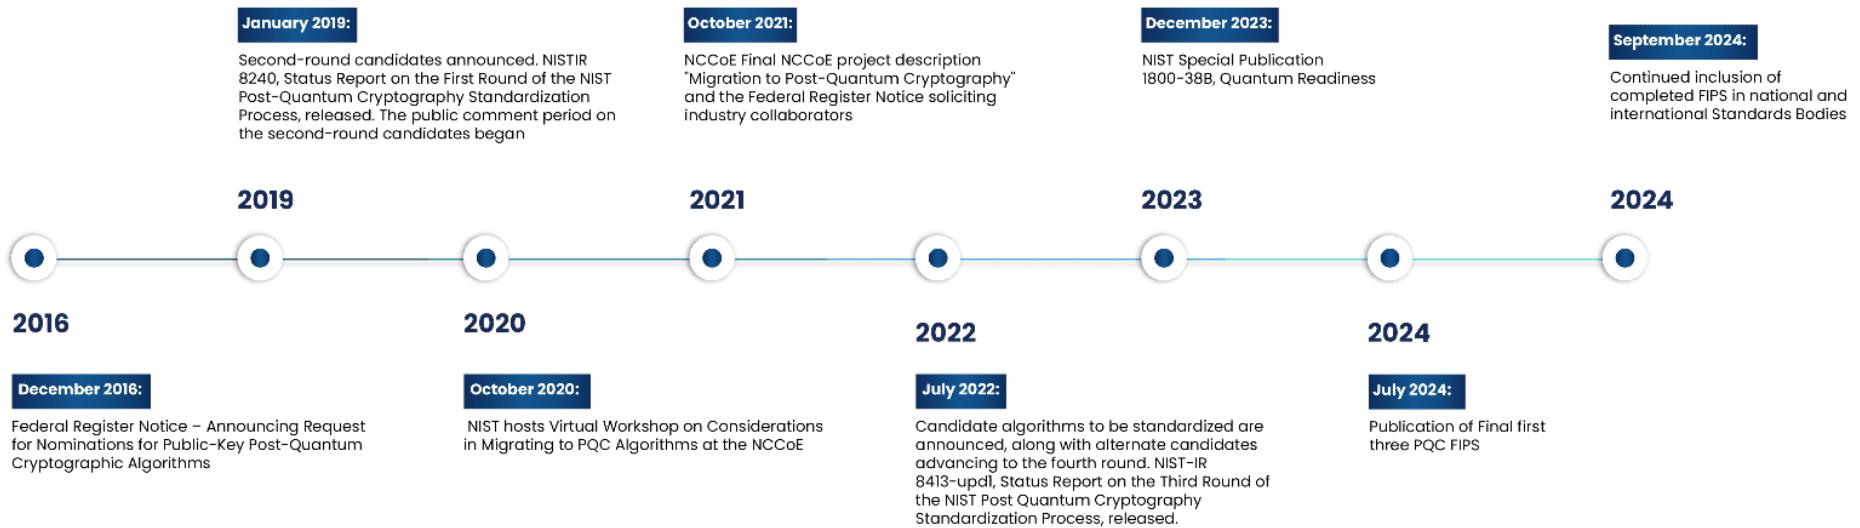 January 2019:
Second-round candidates announced. NISTIR
8240, Status Report on the First Round of the NIST
Post-Quantum Cryptography Standardization
Process, released. The public comment period on
the second-round candidates began
October 2021:
NCCoE Final NCCoE project description
"Migration to Post-Quantum Cryptography"
and the Federal Register Notice soliciting
industry collaborators
December 2023:
NIST Special Publication
1800-38B, Quantum Readiness
September 2024:
Continued inclusion of
completed FIPS in national and
international Standards Bodies
2019
2021
2023
2024
2016
2020
2022
2024
December 2016:
Federal Register Notice – Announcing Request
for Nominations for Public-Key Post-Quantum
Cryptographic Algorithms
October 2020:
NIST hosts Virtual Workshop on Considerations
in Migrating to PQC Algorithms at the NCCoE
July 2022:
Candidate algorithms to be standardized are
announced, along with alternate candidates
advancing to the fourth round. NIST-IR
8413-upd1, Status Report on the Third Round of
the NIST Post Quantum Cryptography
Standardization Process, released.
July 2024:
Publication of Final first
three PQC FIPS